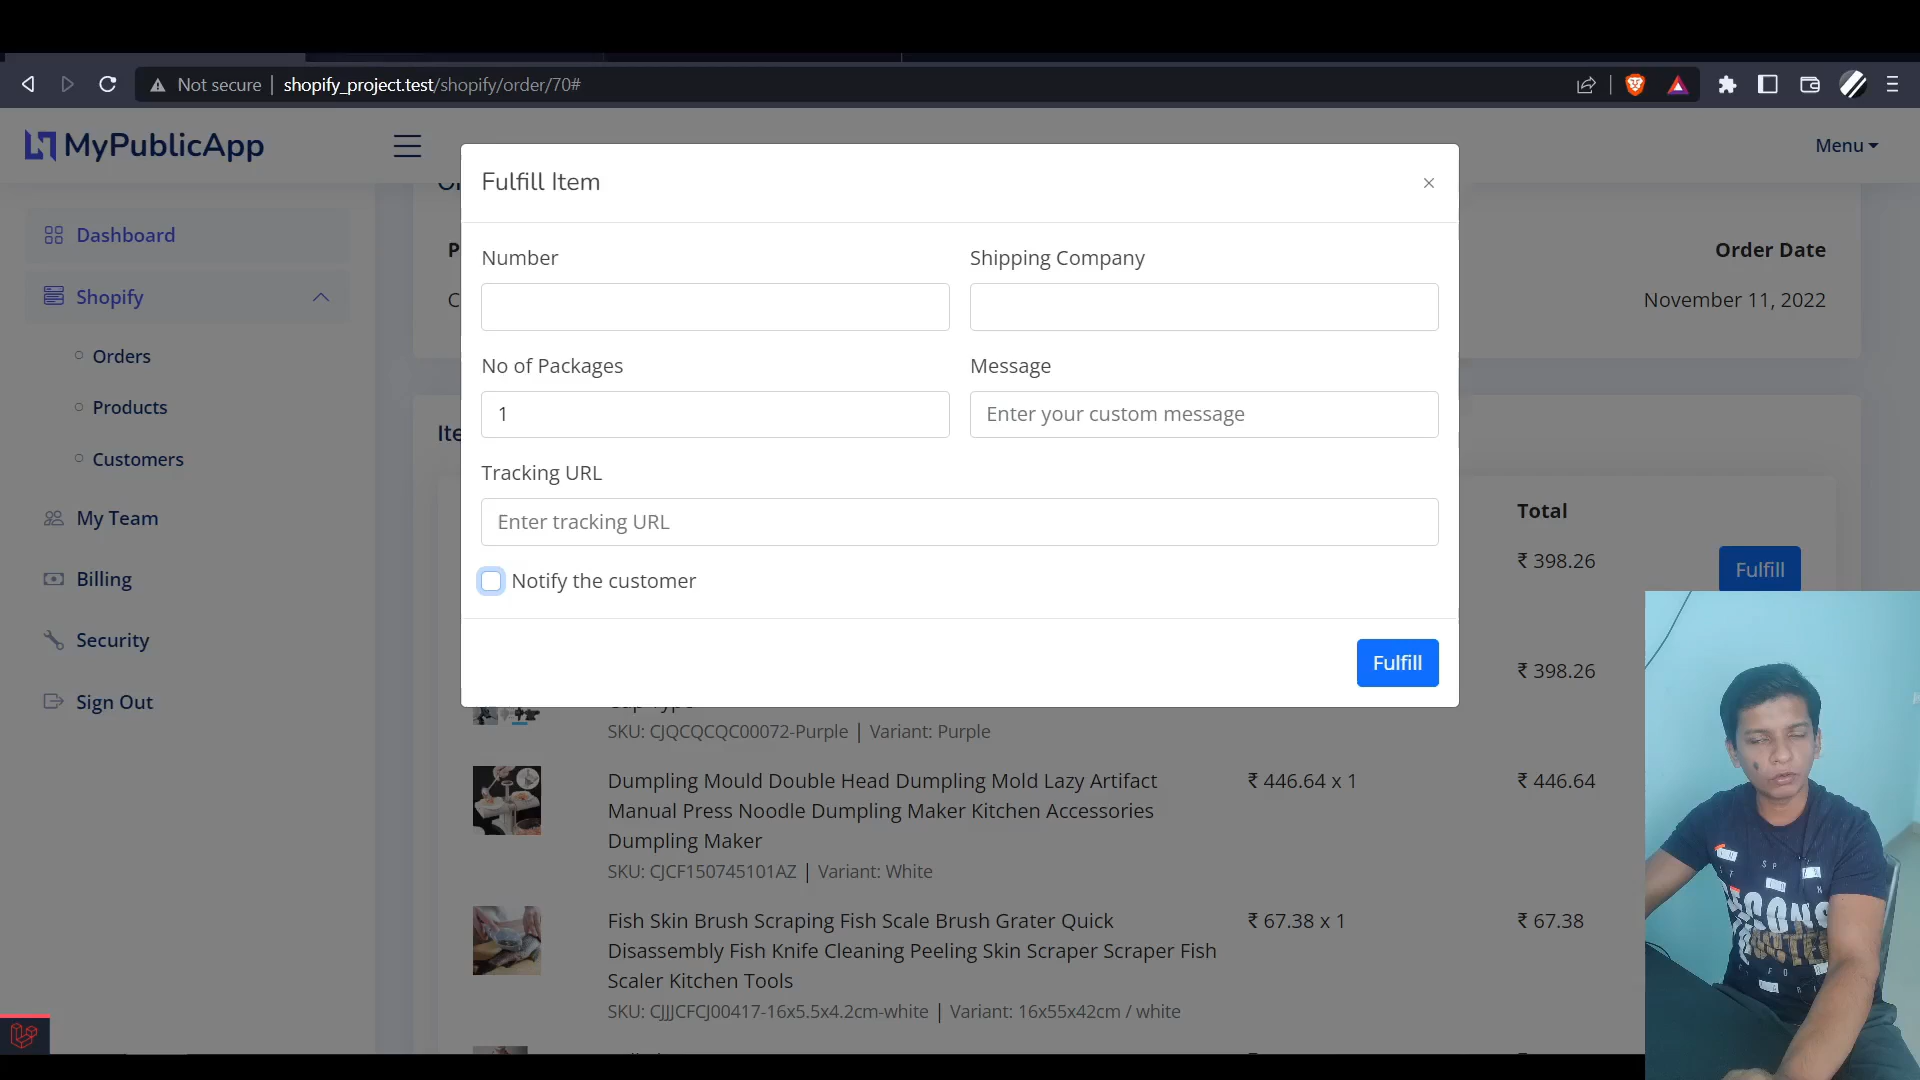 Not secure
shopify_project.test/shopify/order/70#
MyPublicApp
Menu
Dashboard
Shopify
Orders
Products
Customers
My Team
Billing
Security
Sign Out
Fulfill Item
×
Number
Shipping Company
No of Packages
Message
1
Enter your custom message
Tracking URL
Enter tracking URL
Notify the customer
Fulfill
Order Date
November 11, 2022
Total
₹ 398.26
Fulfill
₹ 398.26
SKU: CJQCQCQC00072-Purple | Variant: Purple
Dumpling Mould Double Head Dumpling Mold Lazy Artifact
Manual Press Noodle Dumpling Maker Kitchen Accessories
Dumpling Maker
₹ 446.64 x 1
₹ 446.64
SKU: CJCF150745101AZ | Variant: White
Fish Skin Brush Scraping Fish Scale Brush Grater Quick
Disassembly Fish Knife Cleaning Peeling Skin Scraper Scraper Fish
Scaler Kitchen Tools
₹ 67.38 x 1
₹ 67.38
SKU: CJJJCFCJ00417-16x5.5x4.2cm-white | Variant: 16x55x42cm / white